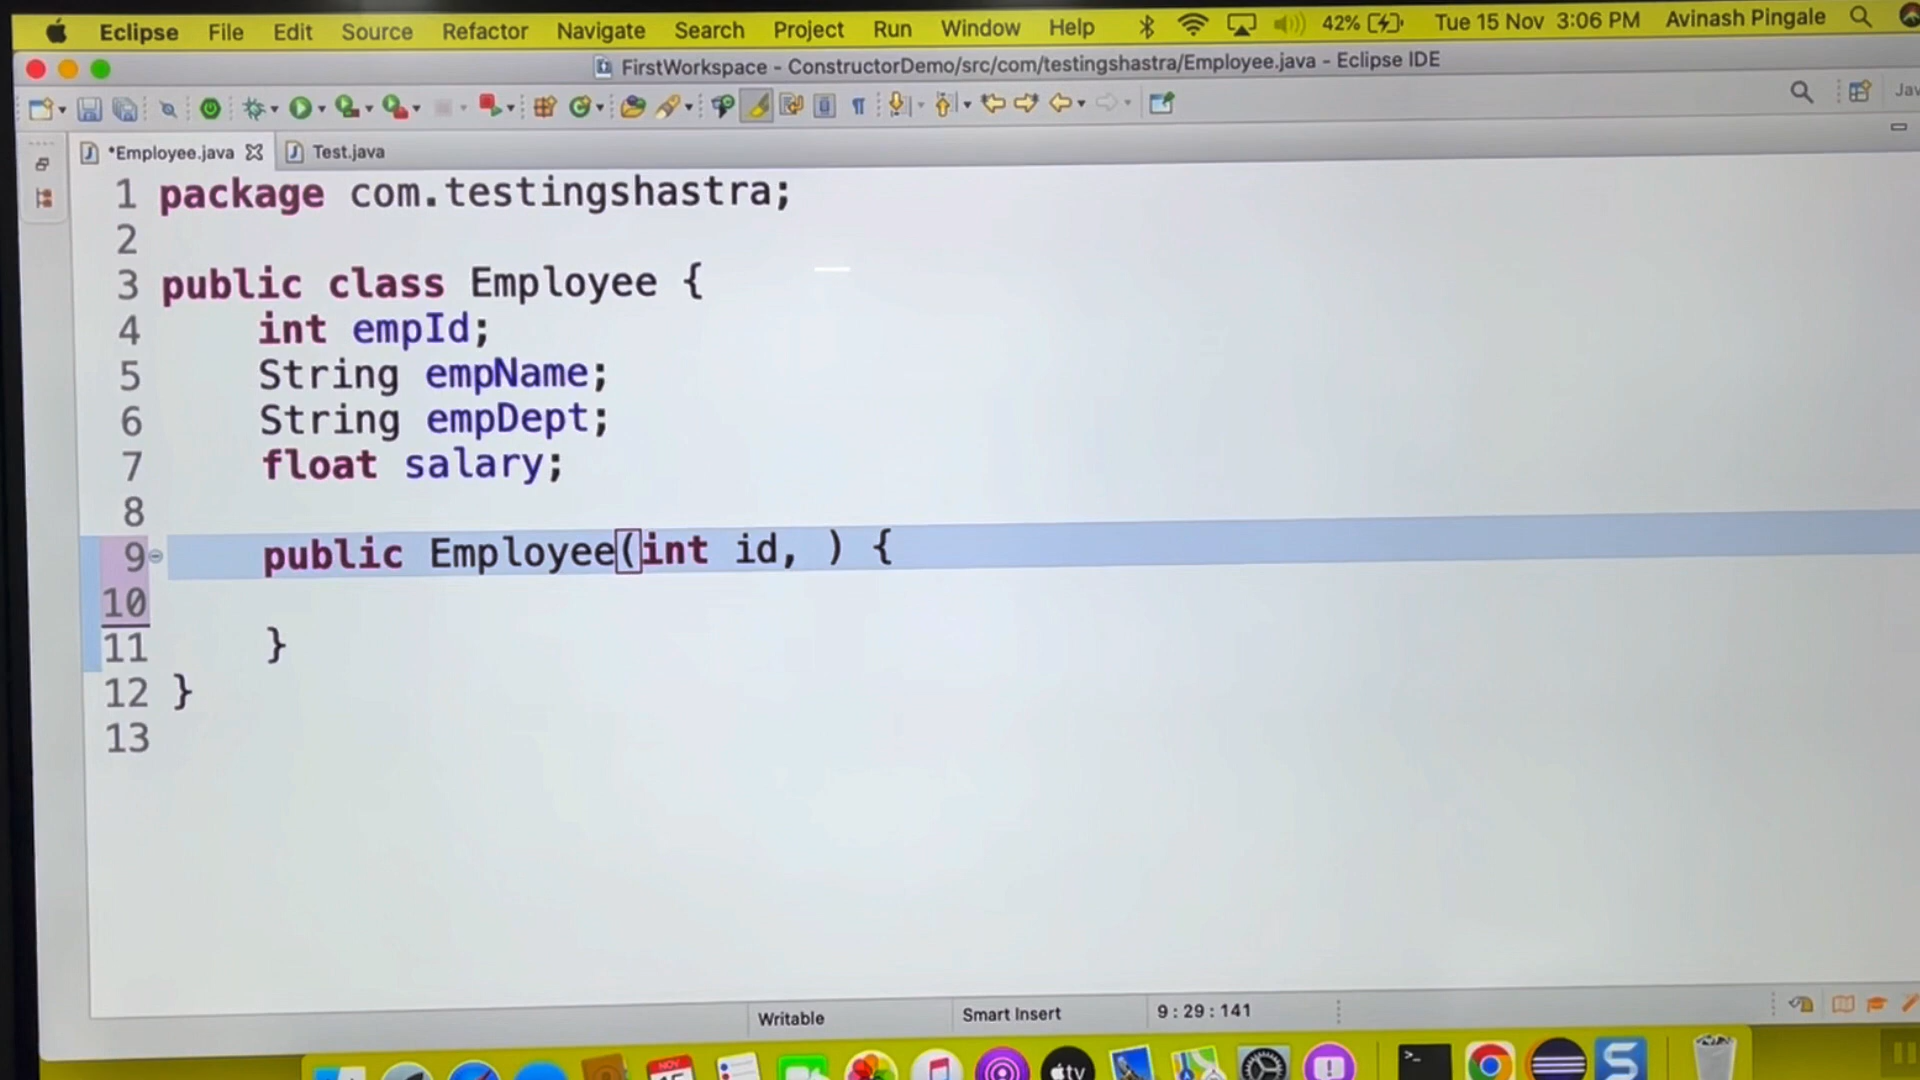 Eclipse File Edit Source Refactor Navigate Search Project Run Window Help 42% Tue 15 Nov 3:06 PM Avinash Pingale
FirstWorkspace - ConstructorDemo/src/com/testingshastra/Employee.java - Eclipse IDE
Jav
*Employee.java Test.java
1 package com.testingshastra;
2
3 public class Employee {
4 int empId;
5 String empName;
6 String empDept;
7 float salary;
8
9 public Employee(int id, ) {
10
11 }
12 }
13
Writable Smart Insert 9 : 29 : 141
NOV
tv
S